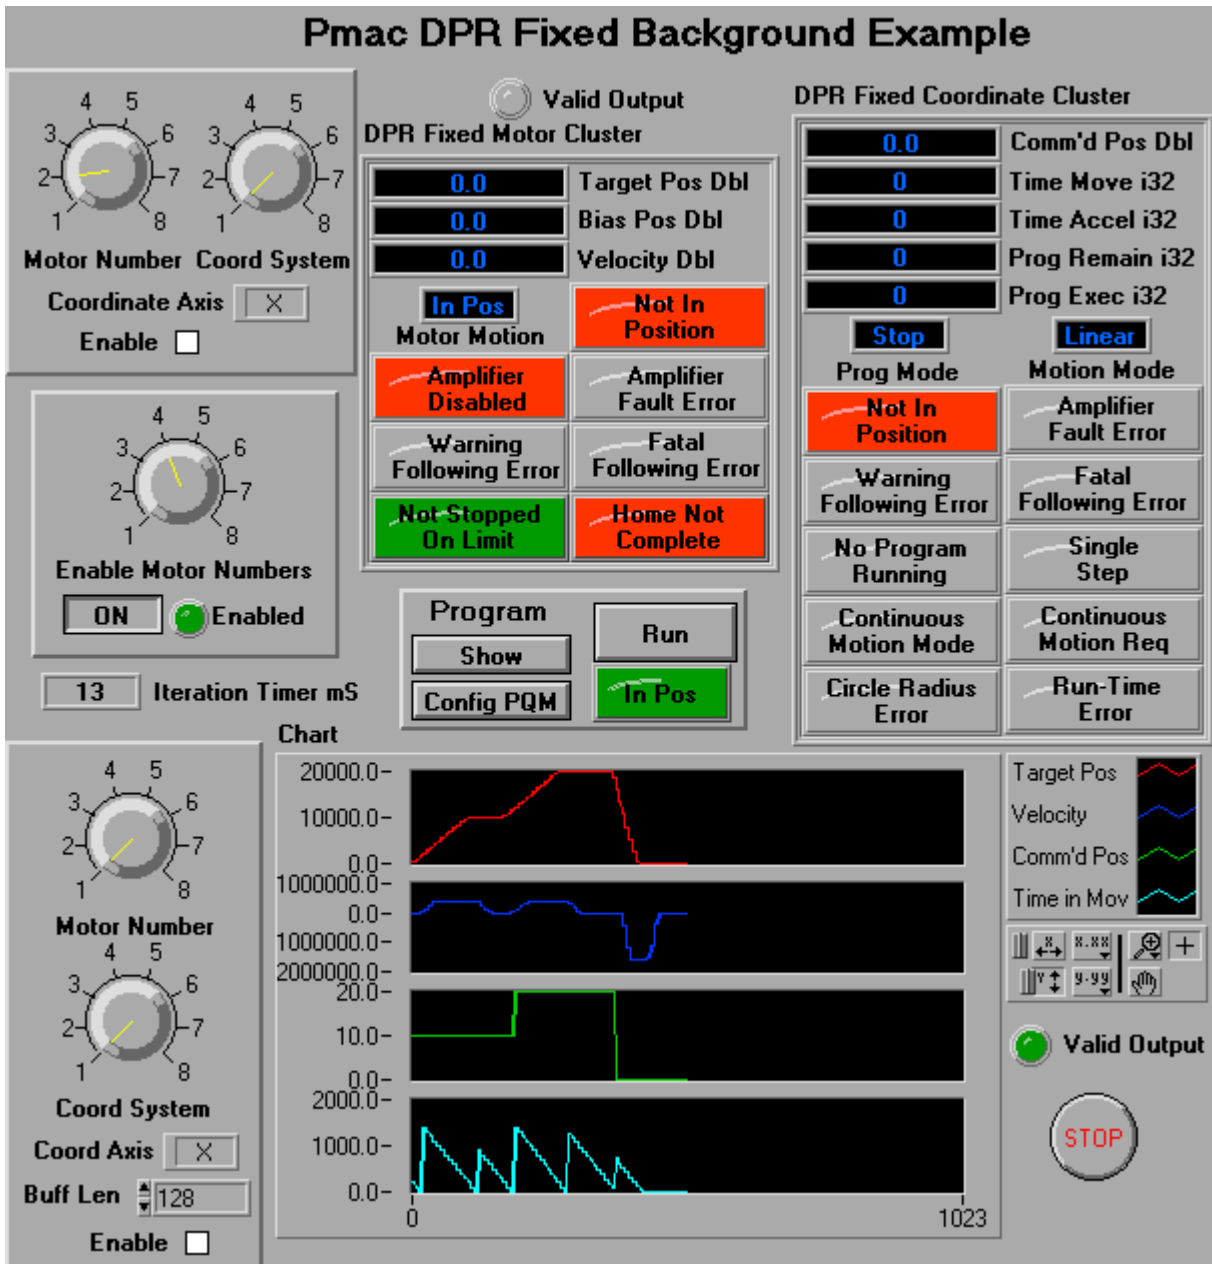 Pmac DPR Fixed Background Example
4 5
3 6
2 7
1 8
Motor Number
4 5
3 6
2 7
1 8
Coord System
Coordinate Axis X
Enable
4 5
3 6
2 7
1 8
Enable Motor Numbers
ON Enabled
13 Iteration Timer mS
Valid Output
DPR Fixed Motor Cluster
0.0 Target Pos Dbl
0.0 Bias Pos Dbl
0.0 Velocity Dbl
In Pos
Motor Motion
Not In
Position
Amplifier
Disabled
Amplifier
Fault Error
Warning
Following Error
Fatal
Following Error
Not Stopped
On Limit
Home Not
Complete
Program
Show
Config PQM
Run
In Pos
DPR Fixed Coordinate Cluster
0.0 Comm'd Pos Dbl
0 Time Move i32
0 Time Accel i32
0 Prog Remain i32
0 Prog Exec i32
Stop
Prog Mode
Linear
Motion Mode
Not In
Position
Amplifier
Fault Error
Warning
Following Error
Fatal
Following Error
No Program
Running
Single
Step
Continuous
Motion Mode
Continuous
Motion Req
Circle Radius
Error
Run-Time
Error
4 5
3 6
2 7
1 8
Motor Number
4 5
3 6
2 7
1 8
Coord System
Coord Axis X
Buff Len 128
Enable
Chart
20000.0
10000.0
0.0
1000000.0
0.0
1000000.0
2000000.0
20.0
10.0
0.0
2000.0
1000.0
0.0
0 1023
Target Pos
Velocity
Comm'd Pos
Time in Mov
X X.XX
Y Y.YY
Valid Output
STOP